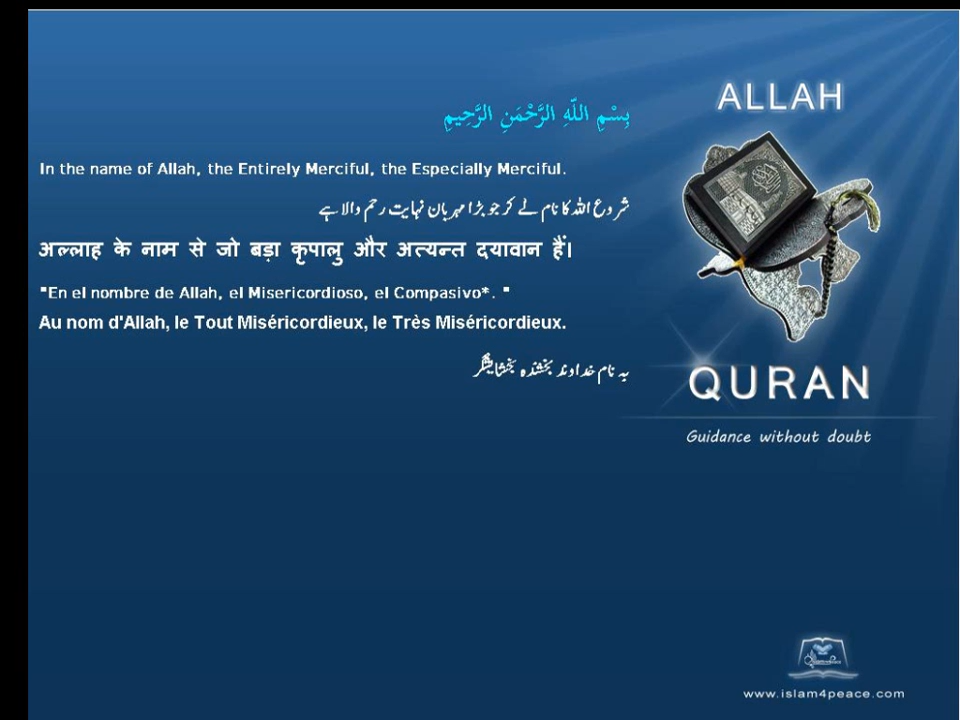 بِسْمِ اللّهِ الرَّحْمَنِ الرَّحِيمِ
In the name of Allah, the Entirely Merciful, the Especially Merciful.
شروع اللہ کا نام لے کر جو بڑا مہربان نہایت رحم والا ہے
अल्लाह के नाम से जो बड़ा कृपालु और अत्यन्त दयावान हैं।
"En el nombre de Allah, el Misericordioso, el Compasivo*. "
Au nom d'Allah, le Tout Miséricordieux, le Très Miséricordieux.
به نام خداوند بخشنده بخشایشگر
ALLAH
QURAN
Guidance without doubt
www.islam4peace.com